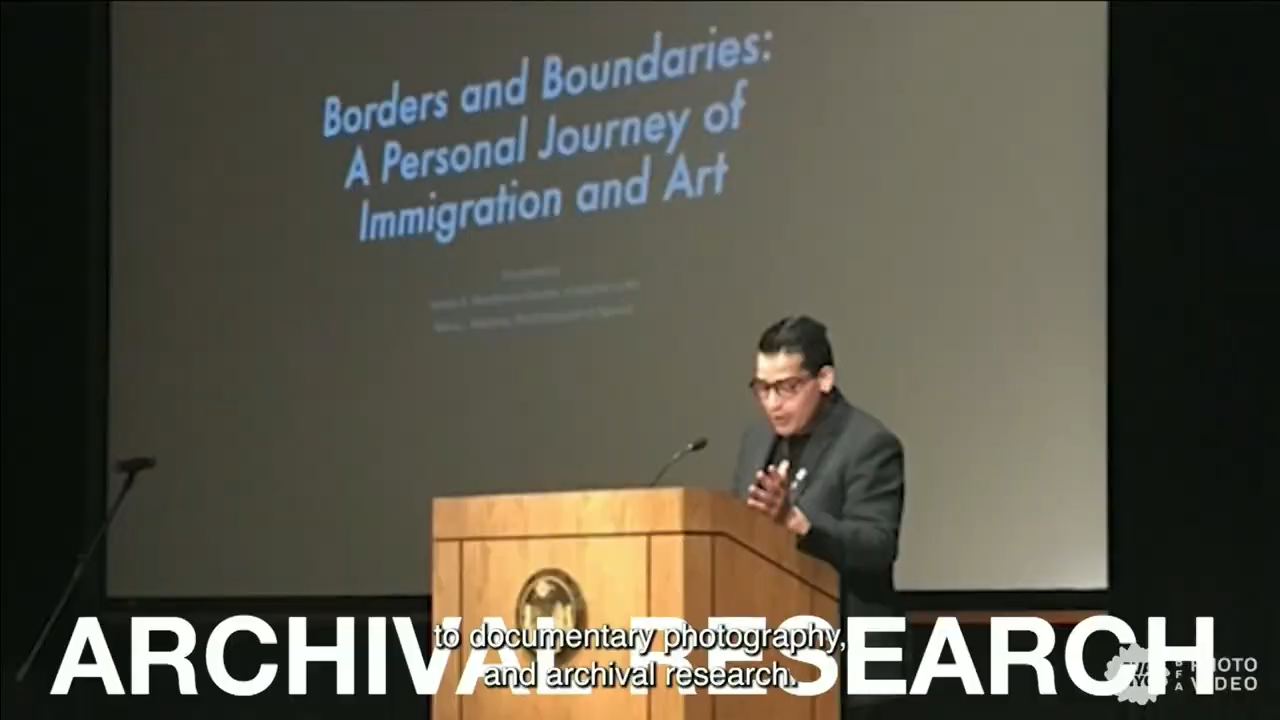 Borders and Boundaries:
A Personal Journey of
Immigration and Art
ARCHIVAL RESEARCH
to documentary photography,
and archival research.
BFA
PHOTO
VIDEO